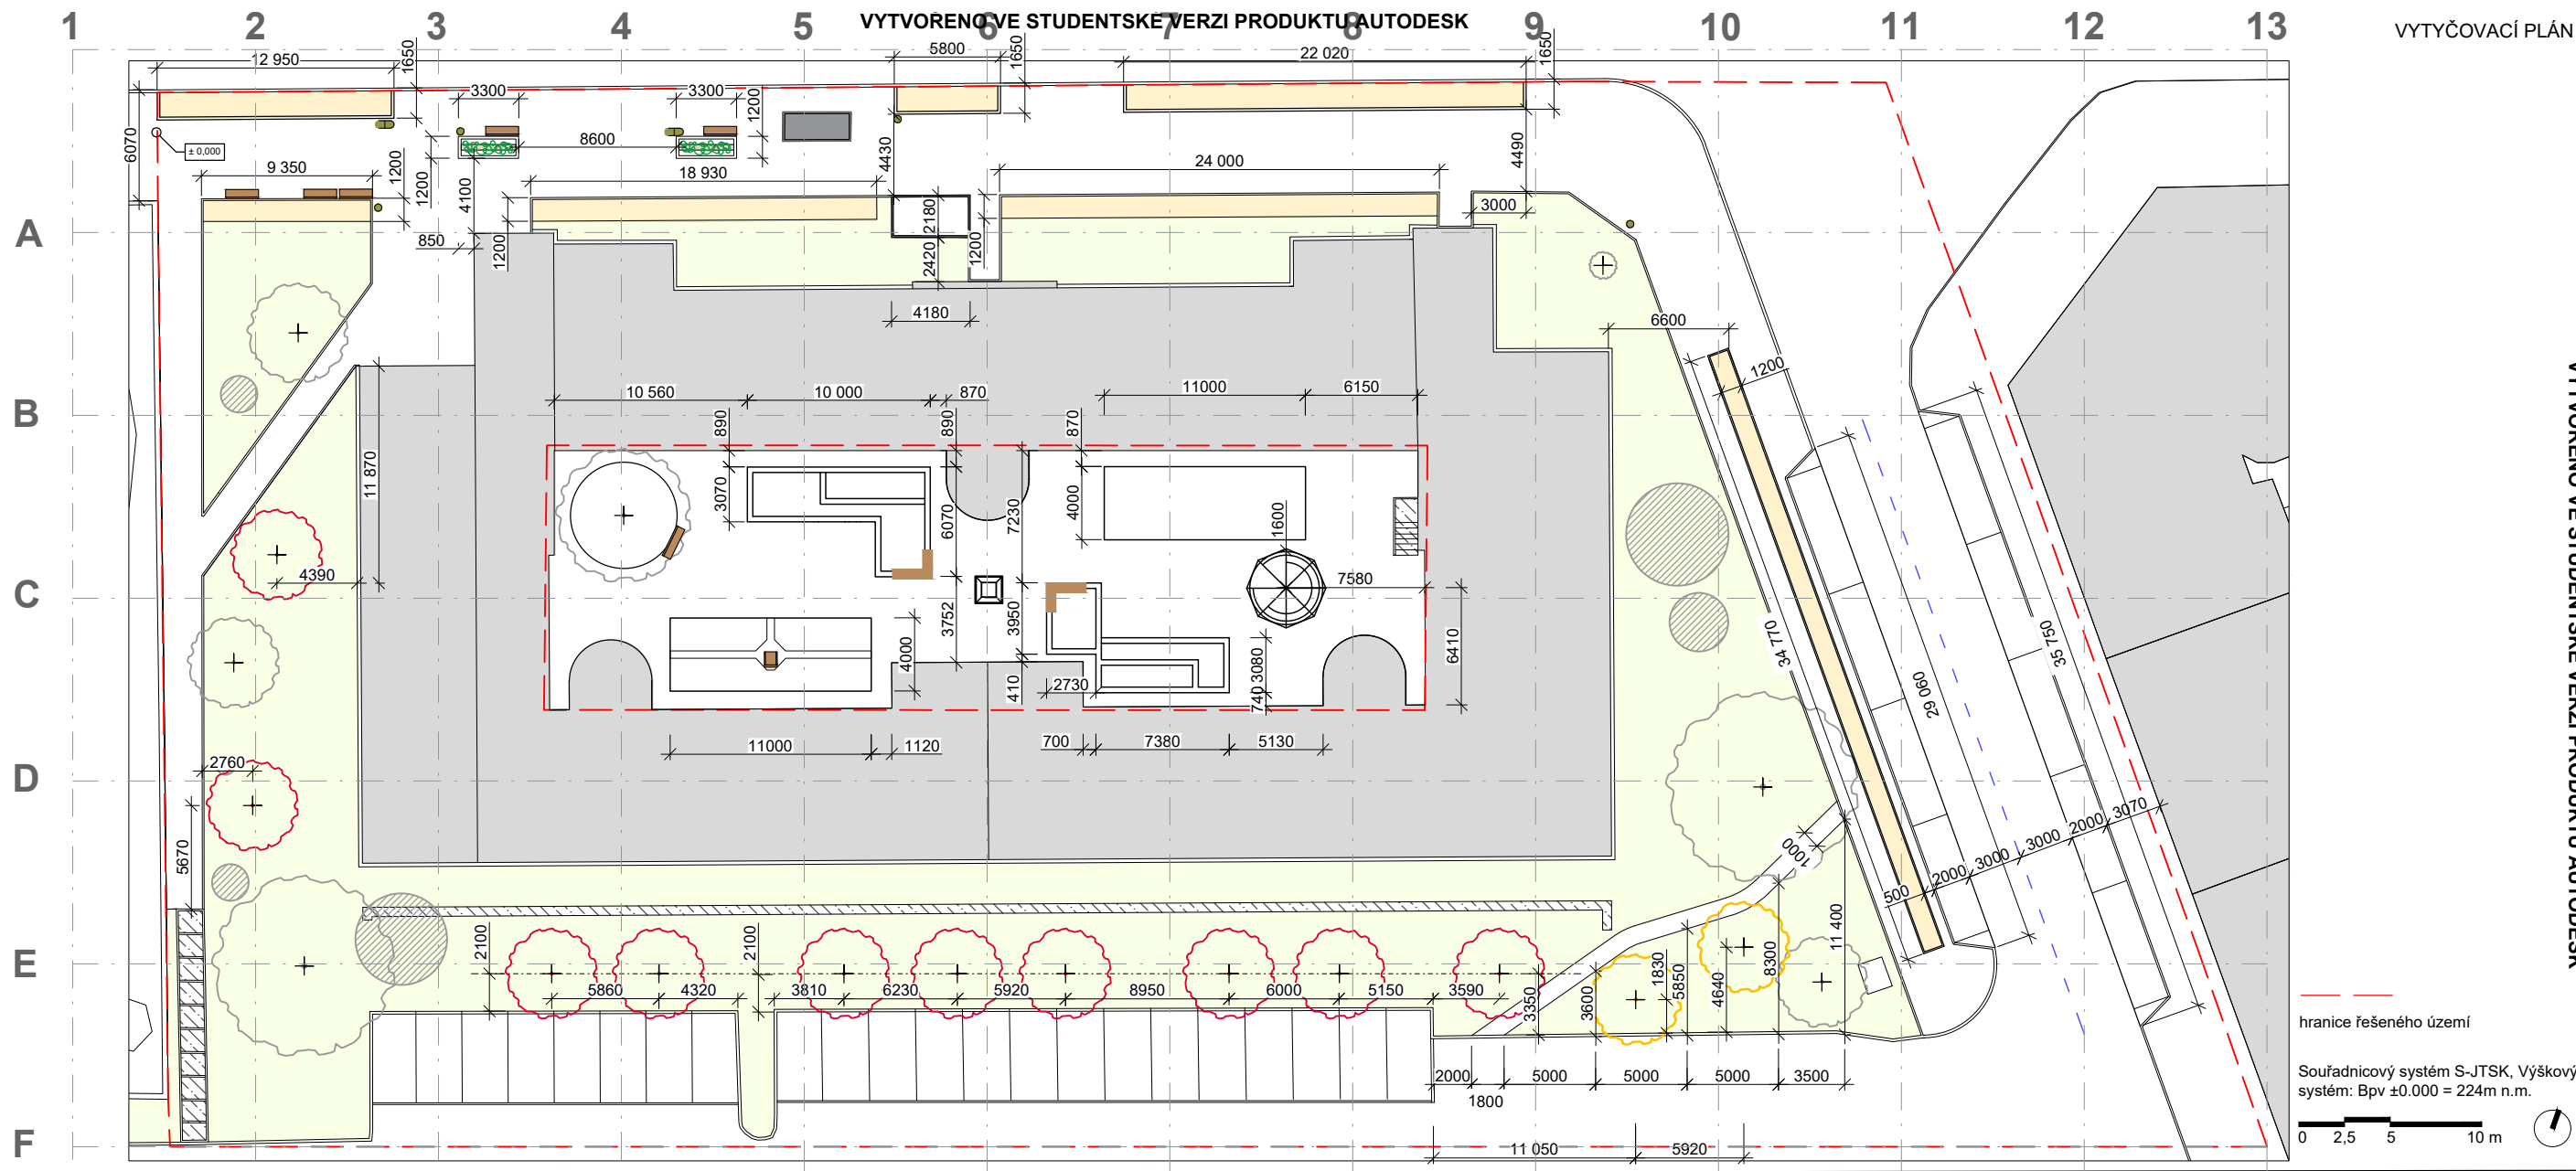 1 2 3 4 5 6 7 8 9 10 11 12 13
VYTVOŘENO VE STUDENTSKÉ VERZI PRODUKTU AUTODESK
VYTYČOVACÍ PLÁN
12 950 1650 5800 1650 22 020 1650
3300 3300 1200
6070 ± 0,000 8600 4430 4490
9 350 1200 1200 4100 18 930 24 000
A
850 1200 2180 2420 1200 3000
4180 6600
1200
10 560 10 000 870 11000 6150
B
890 890 870
11 870 3070 6070 7230 4000 1600
4390 7580
C
3752 3950 4000 3080 6410
34 770 35 750 29 060
410 2730 740
11000 1120 700 7380 5130
D
2760
5670 1000
500 2000 3000 3000 2000 3070
E
2100 2100
5860 4320 3810 6230 5920 8950 6000 5150 3590
3350 3600 1830 5850 4640 8300 11 400
2000 5000 5000 5000 3500
1800
F
11 050 5920
hranice řešeného území
Souřadnicový systém S-JTSK, Výškový
systém: Bpv ±0.000 = 224m n.m.
0 2,5 5 10 m
VYTVOŘENO VE STUDENTSKÉ VERZI PRODUKTU AUTODESK